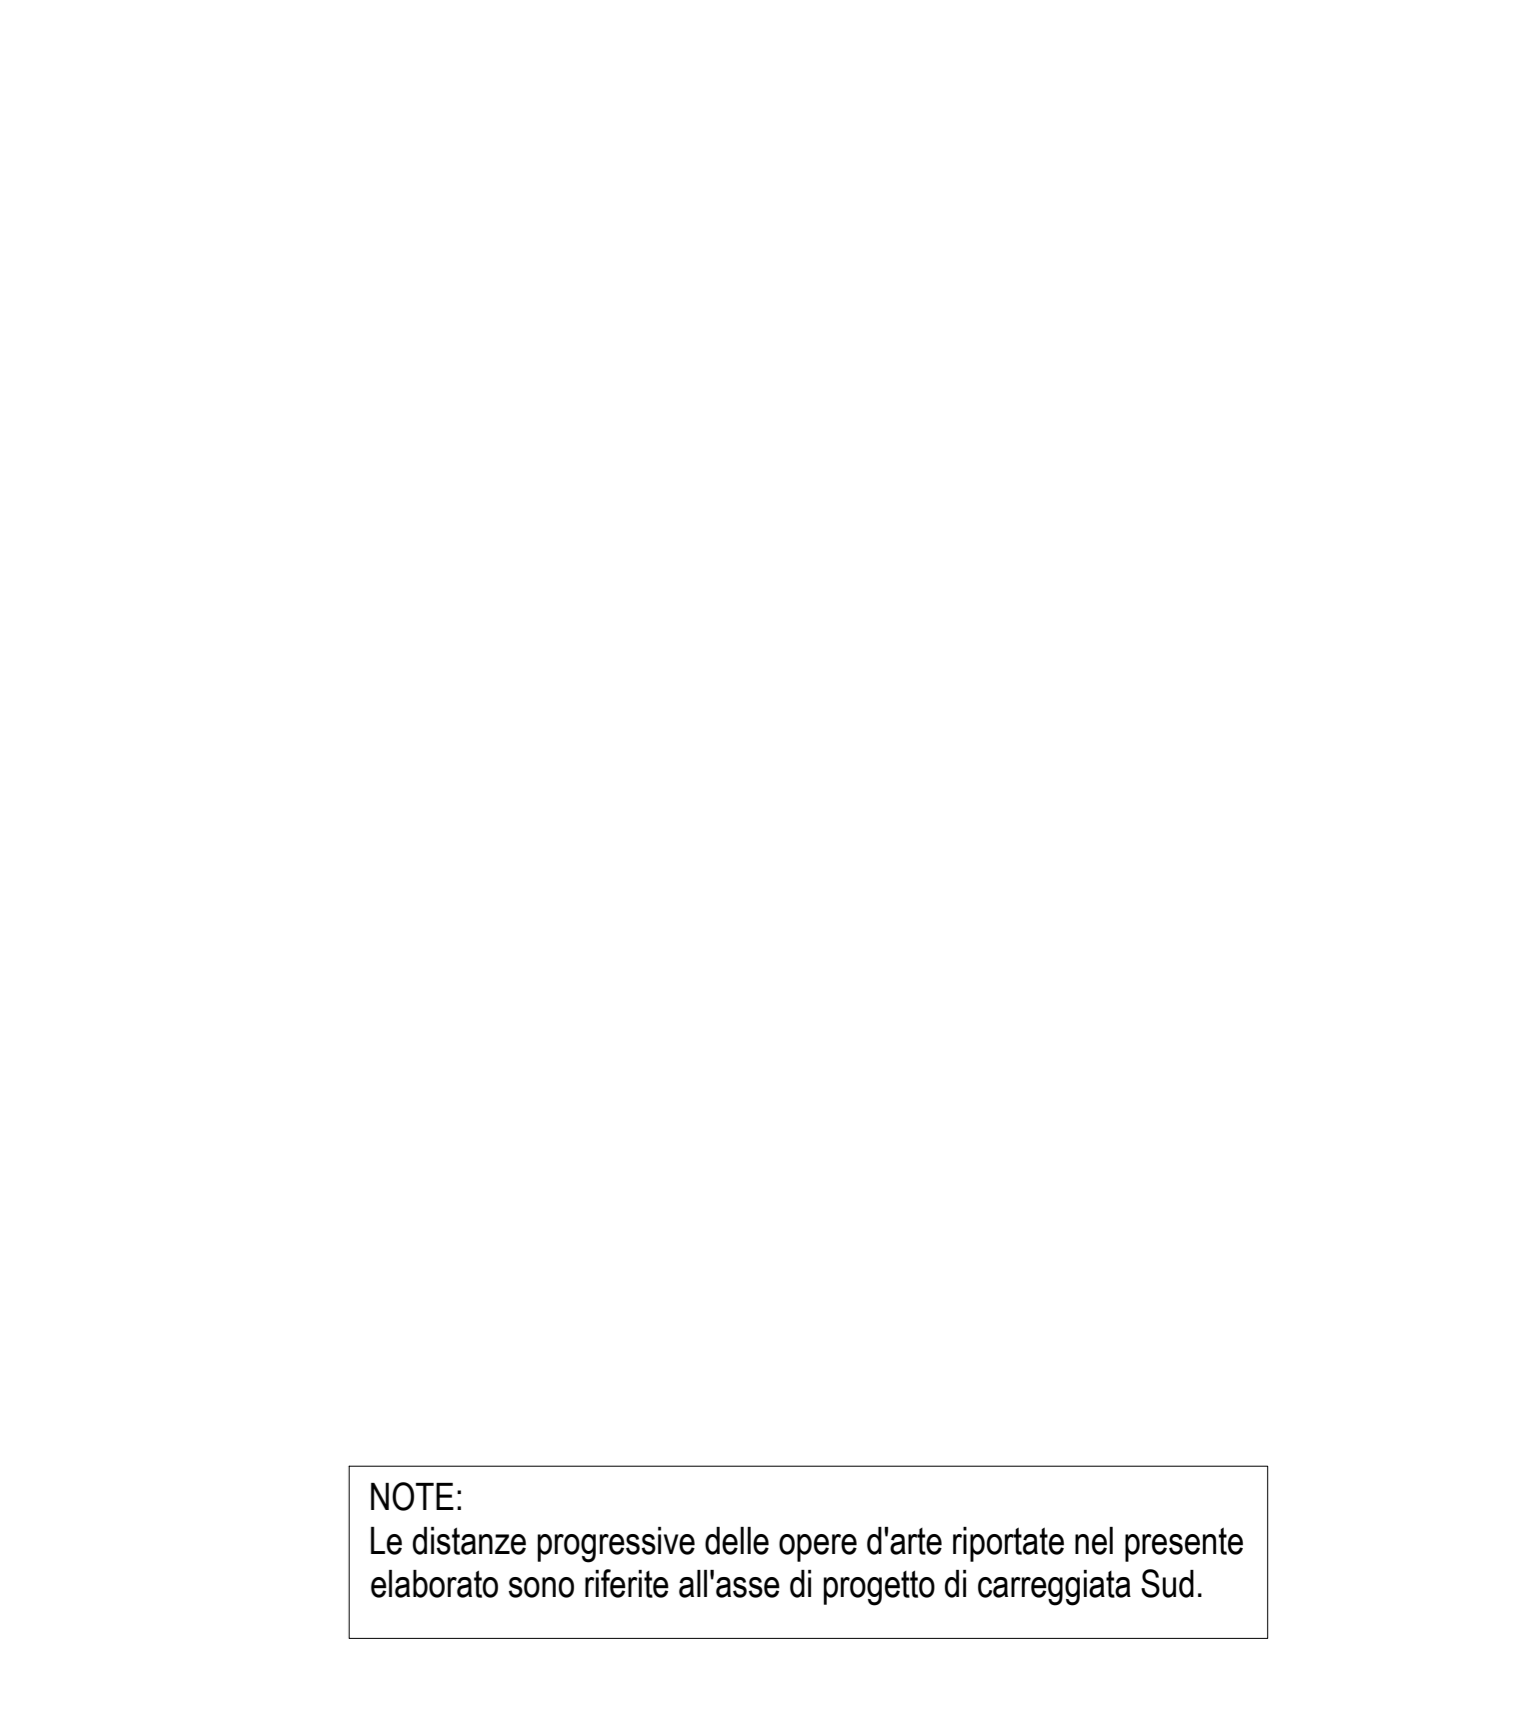 NOTE:
Le distanze progressive delle opere d'arte riportate nel presente
elaborato sono riferite all'asse di progetto di carreggiata Sud.